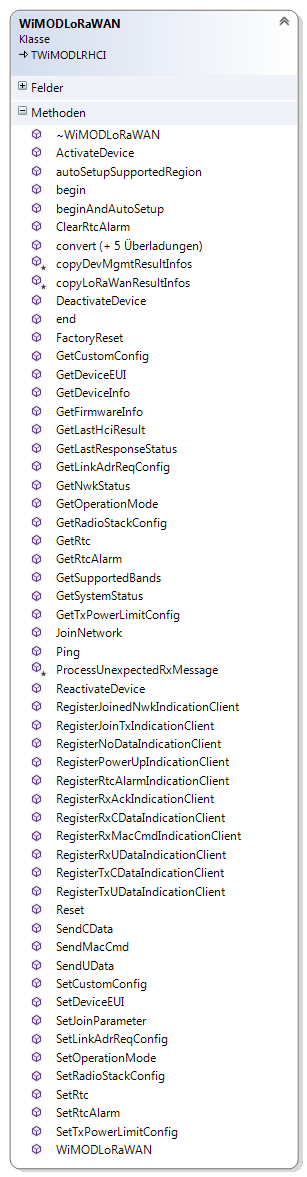 WiMODLoRaWAN
Klasse
TWiMODLRHCI
Felder
Methoden
~WiMODLoRaWAN
ActivateDevice
autoSetupSupportedRegion
begin
beginAndAutoSetup
ClearRtcAlarm
convert (+ 5 Überladungen)
copyDevMgmtResultInfos
copyLoRaWanResultInfos
DeactivateDevice
end
FactoryReset
GetCustomConfig
GetDeviceEUI
GetDeviceInfo
GetFirmwareInfo
GetLastHciResult
GetLastResponseStatus
GetLinkAdrReqConfig
GetNwkStatus
GetOperationMode
GetRadioStackConfig
GetRtc
GetRtcAlarm
GetSupportedBands
GetSystemStatus
GetTxPowerLimitConfig
JoinNetwork
Ping
ProcessUnexpectedRxMessage
ReactivateDevice
RegisterJoinedNwkIndicationClient
RegisterJoinTxIndicationClient
RegisterNoDataIndicationClient
RegisterPowerUpIndicationClient
RegisterRtcAlarmIndicationClient
RegisterRxAckIndicationClient
RegisterRxCDataIndicationClient
RegisterRxMacCmdIndicationClient
RegisterRxUDataIndicationClient
RegisterTxCDataIndicationClient
RegisterTxUDataIndicationClient
Reset
SendCData
SendMacCmd
SendUData
SetCustomConfig
SetDeviceEUI
SetJoinParameter
SetLinkAdrReqConfig
SetOperationMode
SetRadioStackConfig
SetRtc
SetRtcAlarm
SetTxPowerLimitConfig
WiMODLoRaWAN